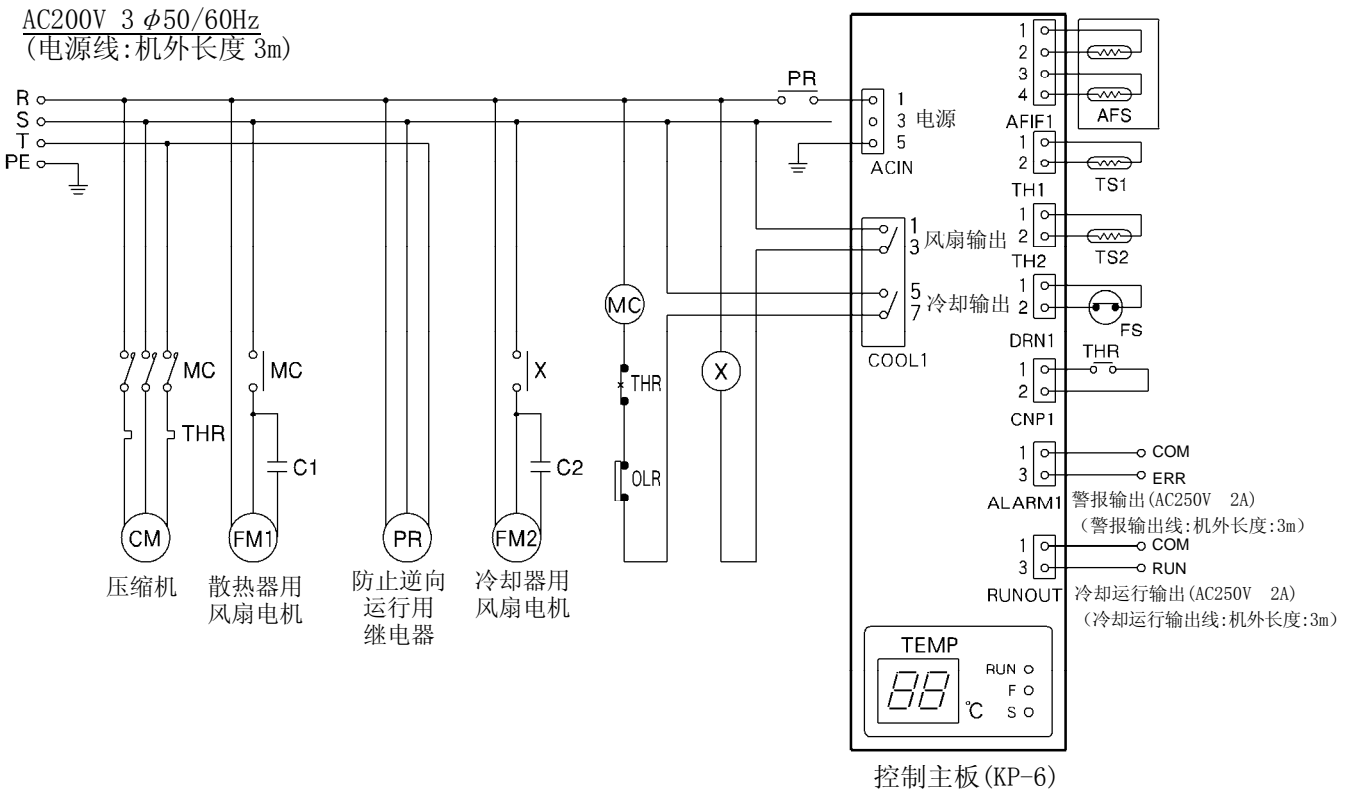 AC200V 3φ50/60Hz
(电源线:机外长度 3m)
R
S
T
PE
PR
1
3 电源
5
ACIN
1
2
3
4
AFIF1
AFS
1
2
TH1
TS1
1
2
TH2
TS2
1
2
DRN1
FS
THR
1
2
CNP1
1
3 风扇输出
5
7 冷却输出
COOL1
MC
MC
THR
C1
X
C2
MC
THR
OLR
X
CM
FM1
PR
FM2
压缩机
散热器用
风扇电机
防止逆向
运行用
继电器
冷却器用
风扇电机
1
3
COM
ERR
ALARM1 警报输出(AC250V 2A)
（警报输出线:机外长度:3m）
1
3
COM
RUN
RUNOUT 冷却运行输出(AC250V 2A)
（冷却运行输出线:机外长度:3m）
TEMP
88
℃
RUN
F
S
控制主板(KP-6)